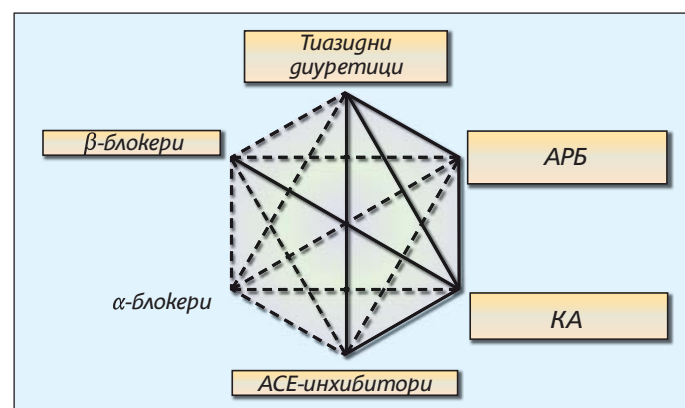 Тиазидни
диуретици
β-блокери
АРБ
α-блокери
КА
АСЕ-инхибитори